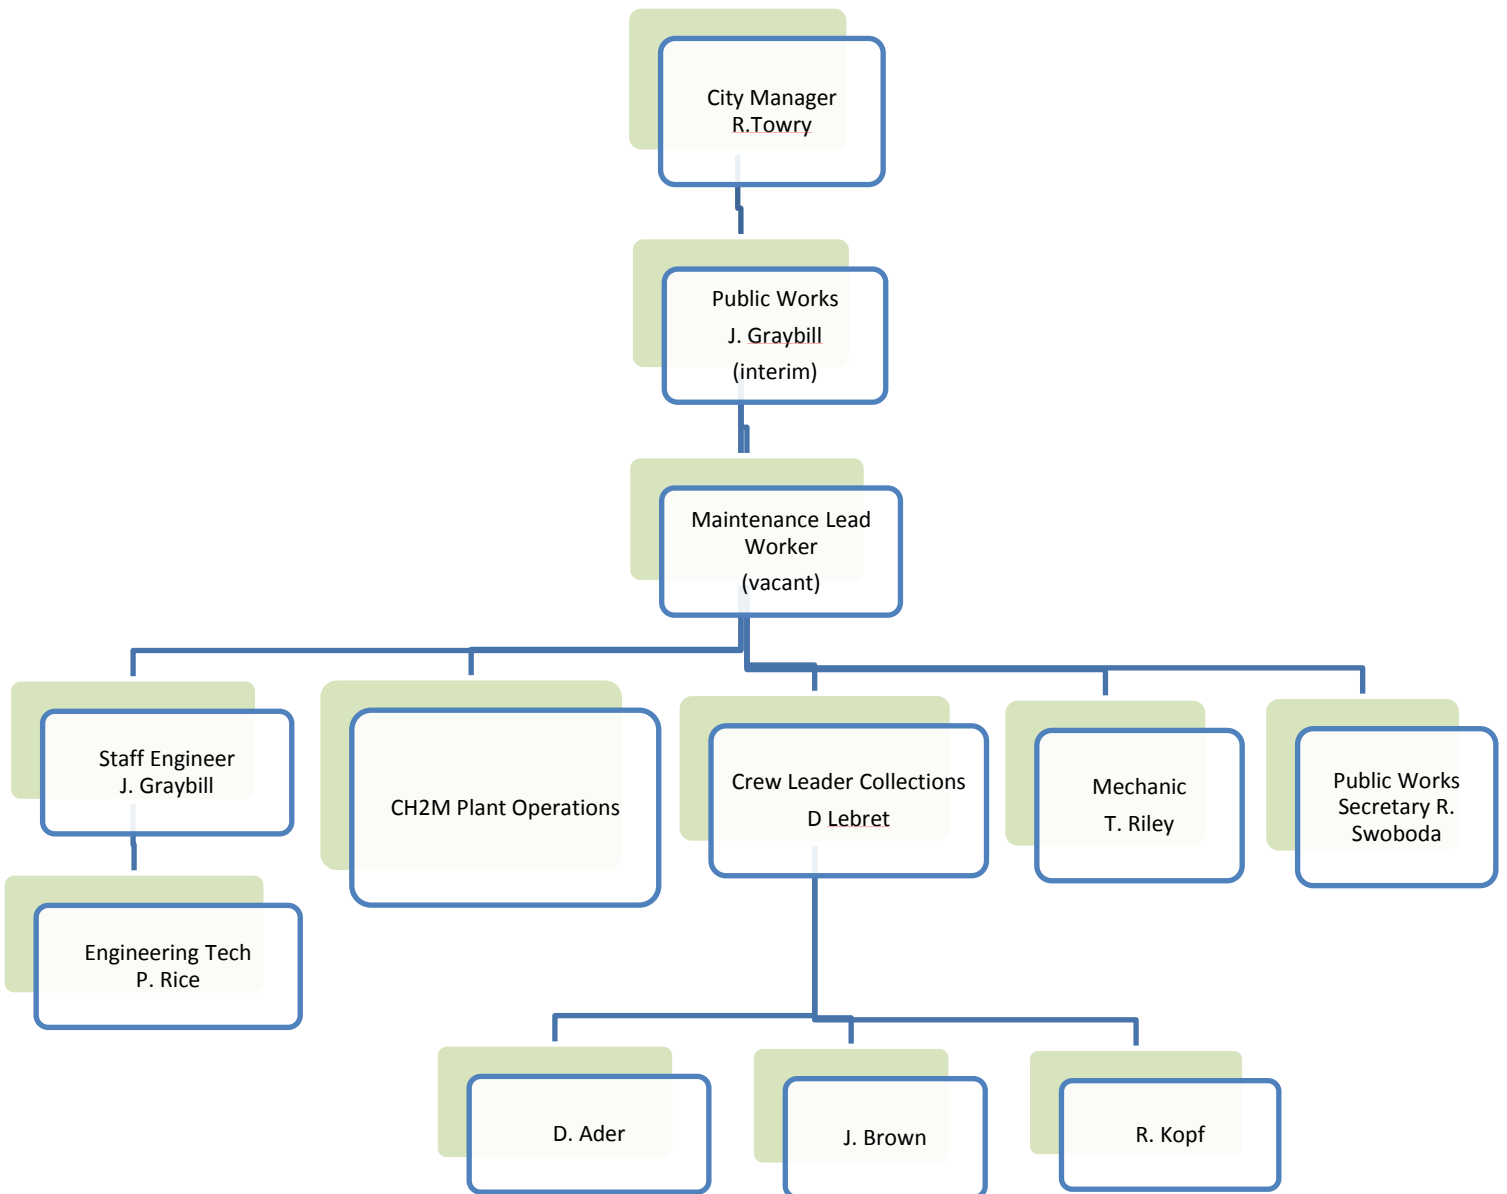 City Manager
R.Towry
Public Works
J. Graybill
(interim)
Maintenance Lead
Worker
(vacant)
Staff Engineer
J. Graybill
CH2M Plant Operations
Crew Leader Collections
D Lebret
Mechanic
T. Riley
Public Works
Secretary R.
Swoboda
Engineering Tech
P. Rice
D. Ader
J. Brown
R. Kopf